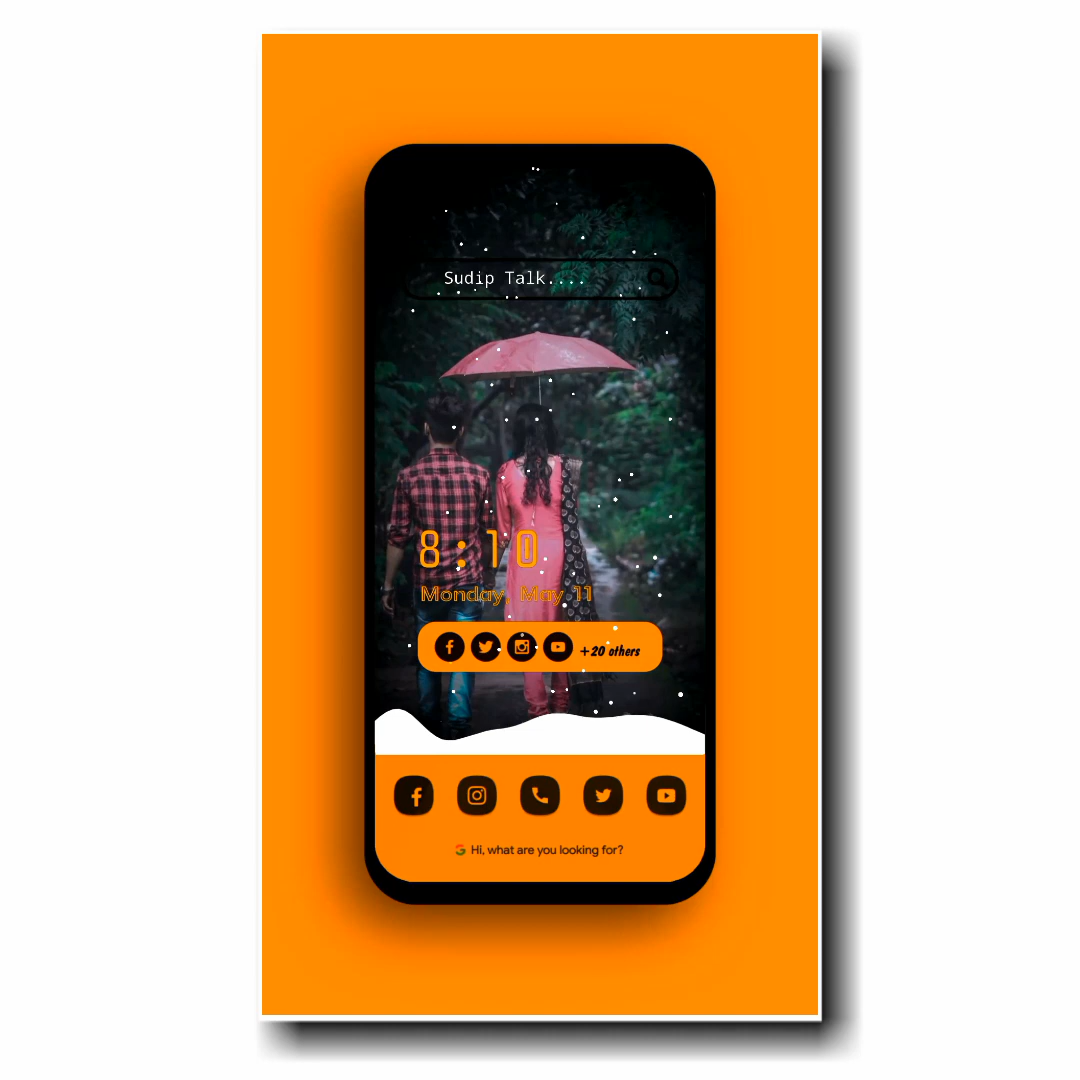 Sudip Talk....
8:10
Monday, May 11
+20 others
Hi, what are you looking for?